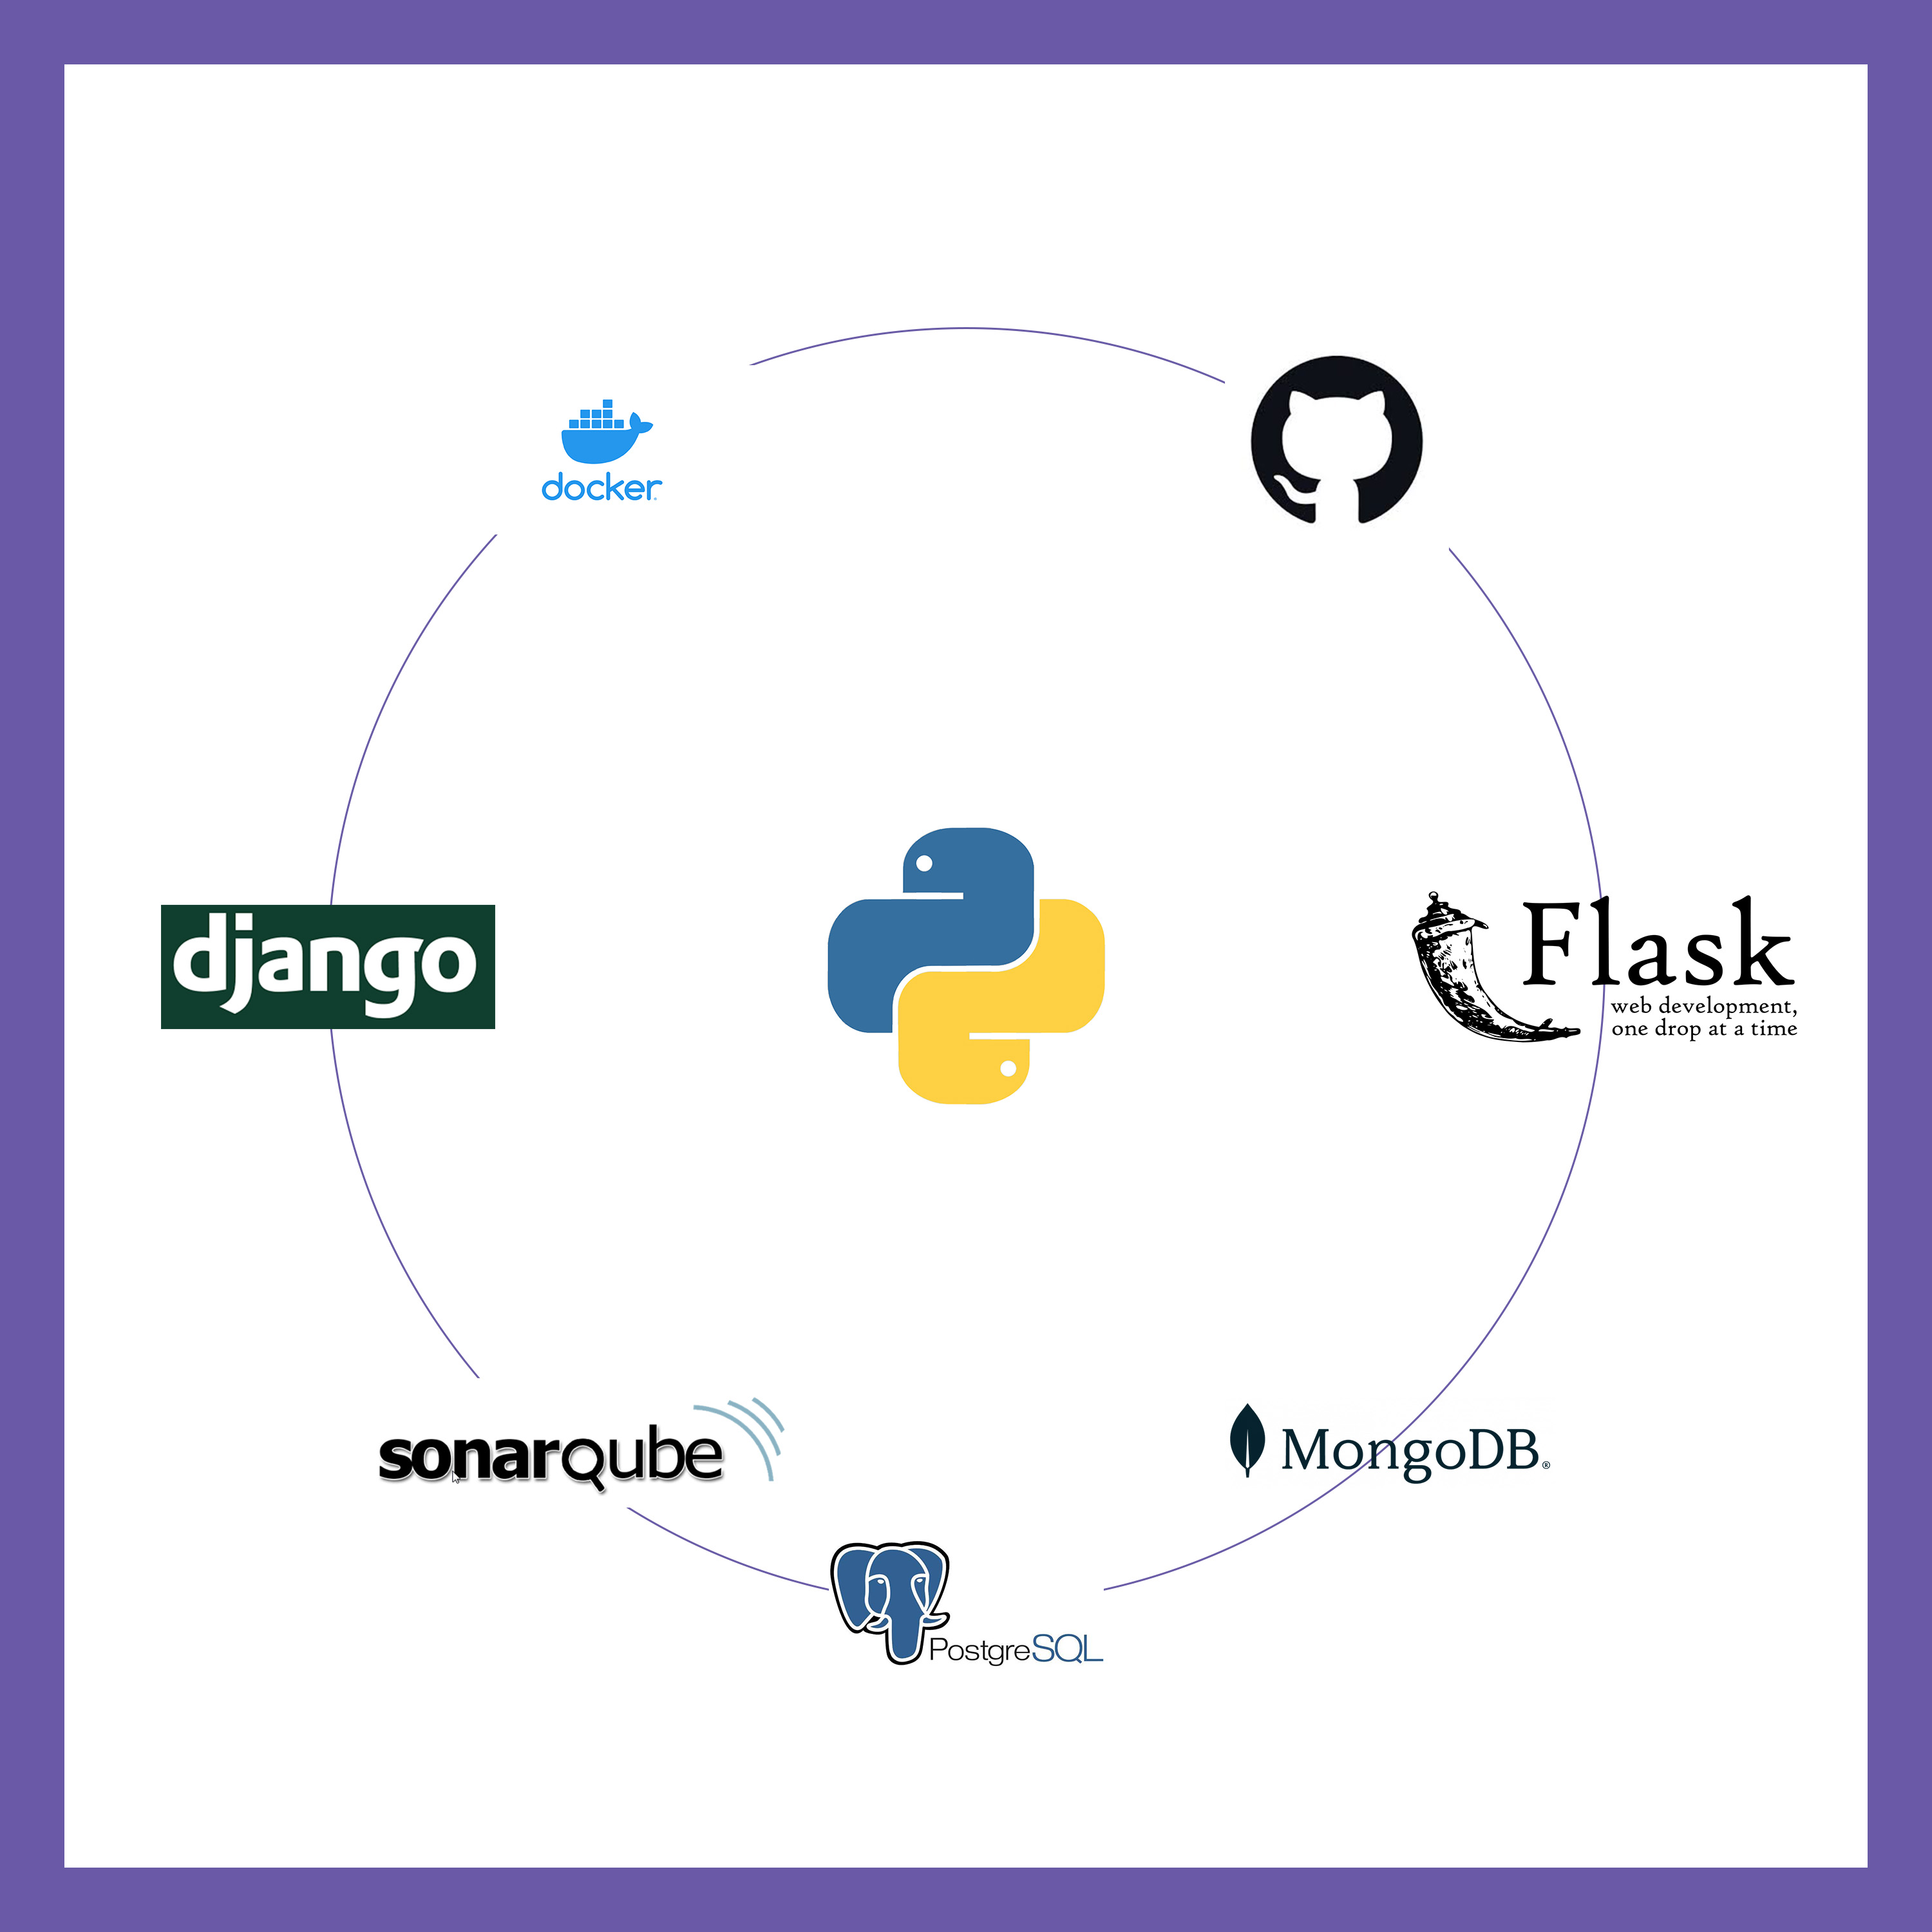 docker.
django
Flask
web development,
one drop at a time
sonarqube
MongoDB®
PostgreSQL